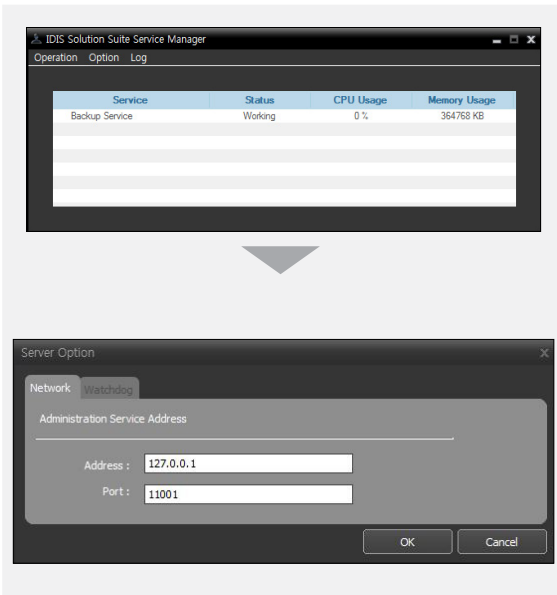 IDIS Solution Suite Service Manager
Operation Option Log
Service Status CPU Usage Memory Usage
Backup Service Working 0 % 364768 KB
Server Option
Network Watchdog
Administration Service Address
Address : 127.0.0.1
Port : 11001
OK Cancel